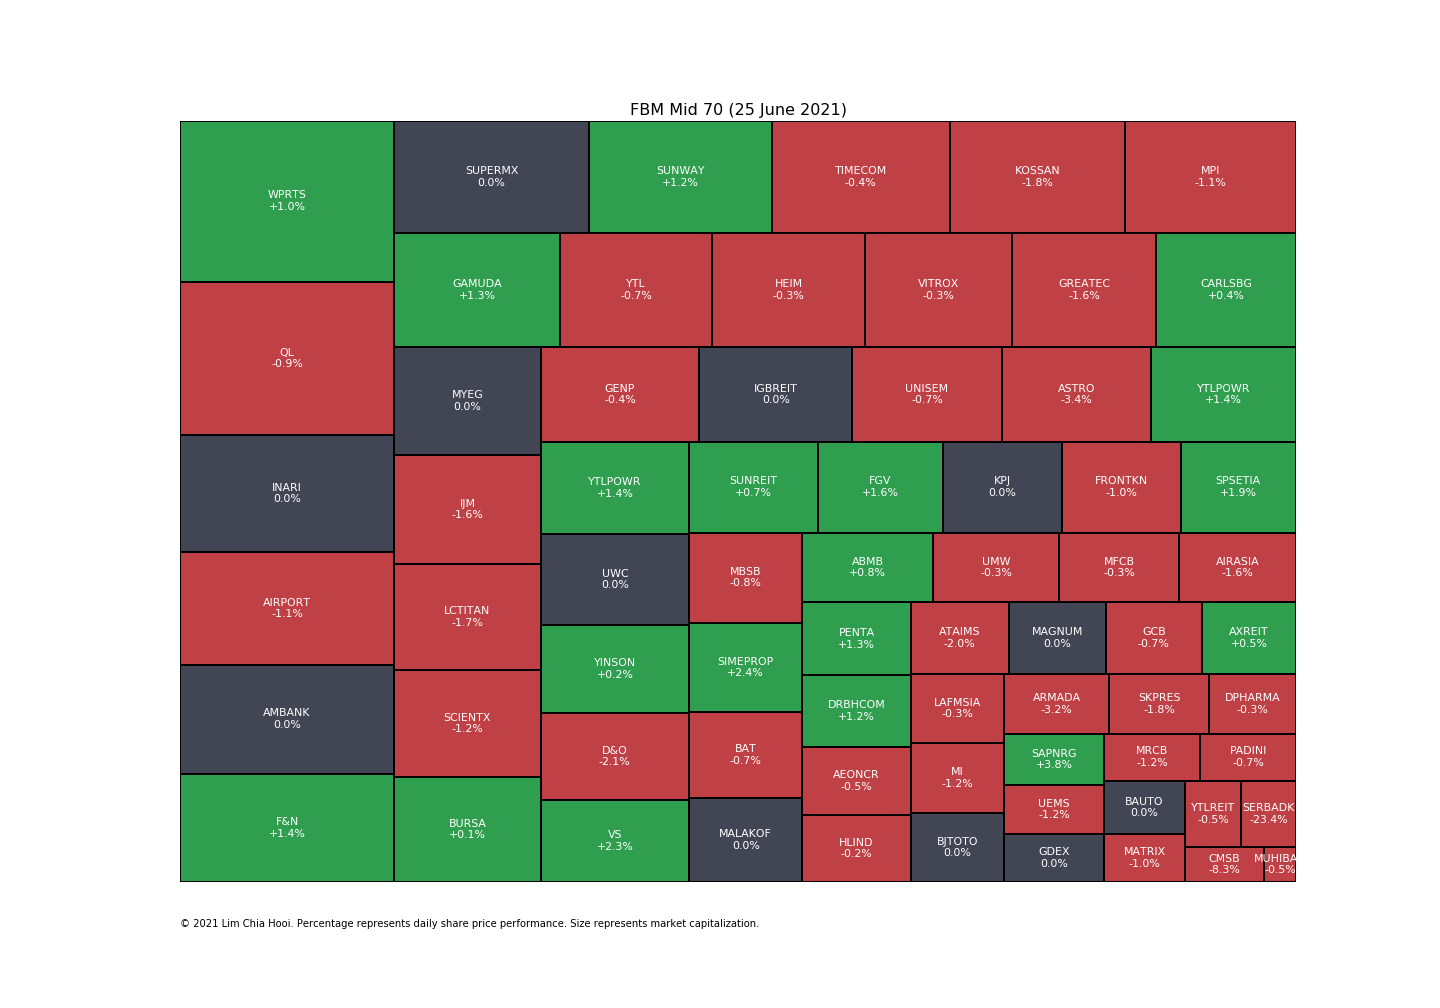 FBM Mid 70 (25 June 2021)
WPRTS
+1.0%
SUPERMX
0.0%
SUNWAY
+1.2%
TIMECOM
-0.4%
KOSSAN
-1.8%
MPI
-1.1%
GAMUDA
+1.3%
YTL
-0.7%
HEIM
-0.3%
VITROX
-0.3%
GREATEC
-1.6%
CARLSBG
+0.4%
QL
-0.9%
MYEG
0.0%
GENP
-0.4%
IGBREIT
0.0%
UNISEM
-0.7%
ASTRO
-3.4%
YTLPOWR
+1.4%
INARI
0.0%
IJM
-1.6%
YTLPOWR
+1.4%
SUNREIT
+0.7%
FGV
+1.6%
KPJ
0.0%
FRONTKN
-1.0%
SPSETIA
+1.9%
UWC
0.0%
MBSB
-0.8%
ABMB
+0.8%
UMW
-0.3%
MFCB
-0.3%
AIRASIA
-1.6%
AIRPORT
-1.1%
LCTITAN
-1.7%
YINSON
+0.2%
SIMEPROP
+2.4%
PENTA
+1.3%
ATAIMS
-2.0%
MAGNUM
0.0%
GCB
-0.7%
AXREIT
+0.5%
AMBANK
0.0%
SCIENTX
-1.2%
D&O
-2.1%
BAT
-0.7%
DRBHCOM
+1.2%
LAFMSIA
-0.3%
ARMADA
-3.2%
SKPRES
-1.8%
DPHARMA
-0.3%
SAPNRG
+3.8%
MRCB
-1.2%
PADINI
-0.7%
AEONCR
-0.5%
MI
-1.2%
UEMS
-1.2%
BAUTO
0.0%
YTLREIT
-0.5%
SERBADK
-23.4%
F&N
+1.4%
BURSA
+0.1%
VS
+2.3%
MALAKOF
0.0%
HLIND
-0.2%
BJTOTO
0.0%
GDEX
0.0%
MATRIX
-1.0%
CMSB
-8.3%
MUHIBA
-0.5%
© 2021 Lim Chia Hooi. Percentage represents daily share price performance. Size represents market capitalization.